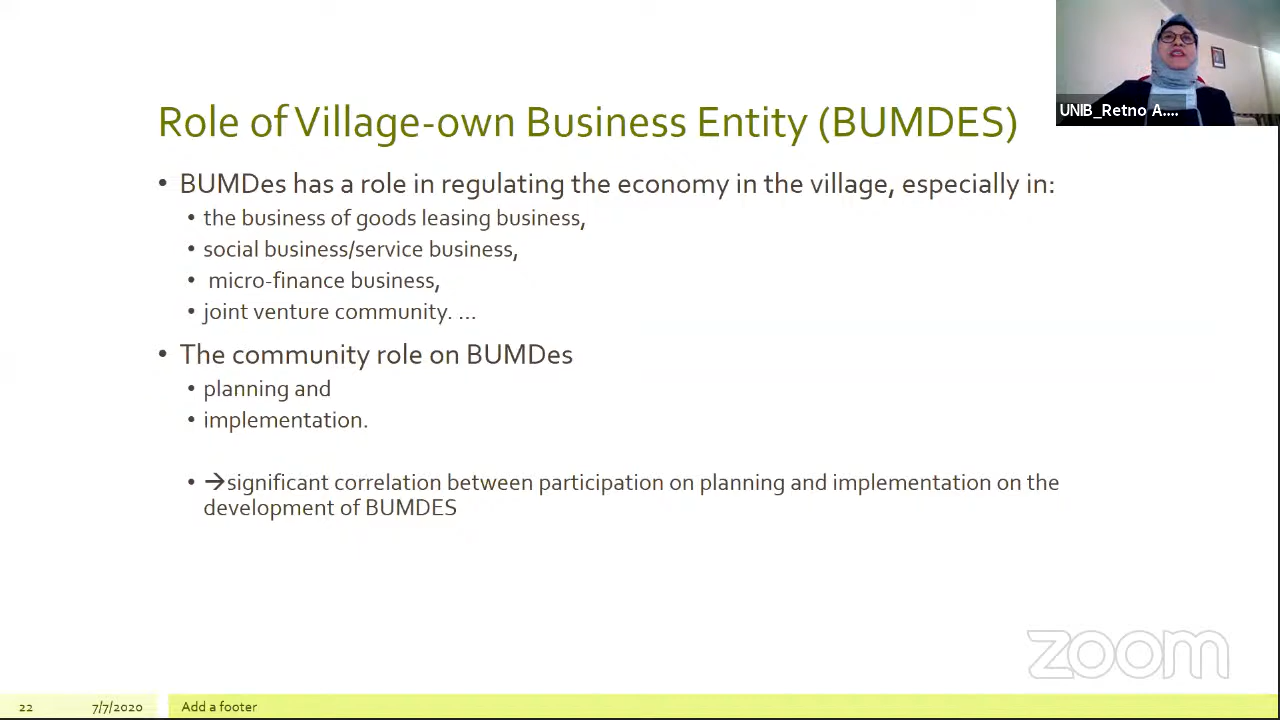 UNIB_Retno A....
Role of Village-own Business Entity (BUMDES)
• BUMDes has a role in regulating the economy in the village, especially in:
• the business of goods leasing business,
• social business/service business,
• micro-finance business,
• joint venture community. ...
• The community role on BUMDes
• planning and
• implementation.
• →significant correlation between participation on planning and implementation on the
development of BUMDES
zoom
22 7/7/2020 Add a footer